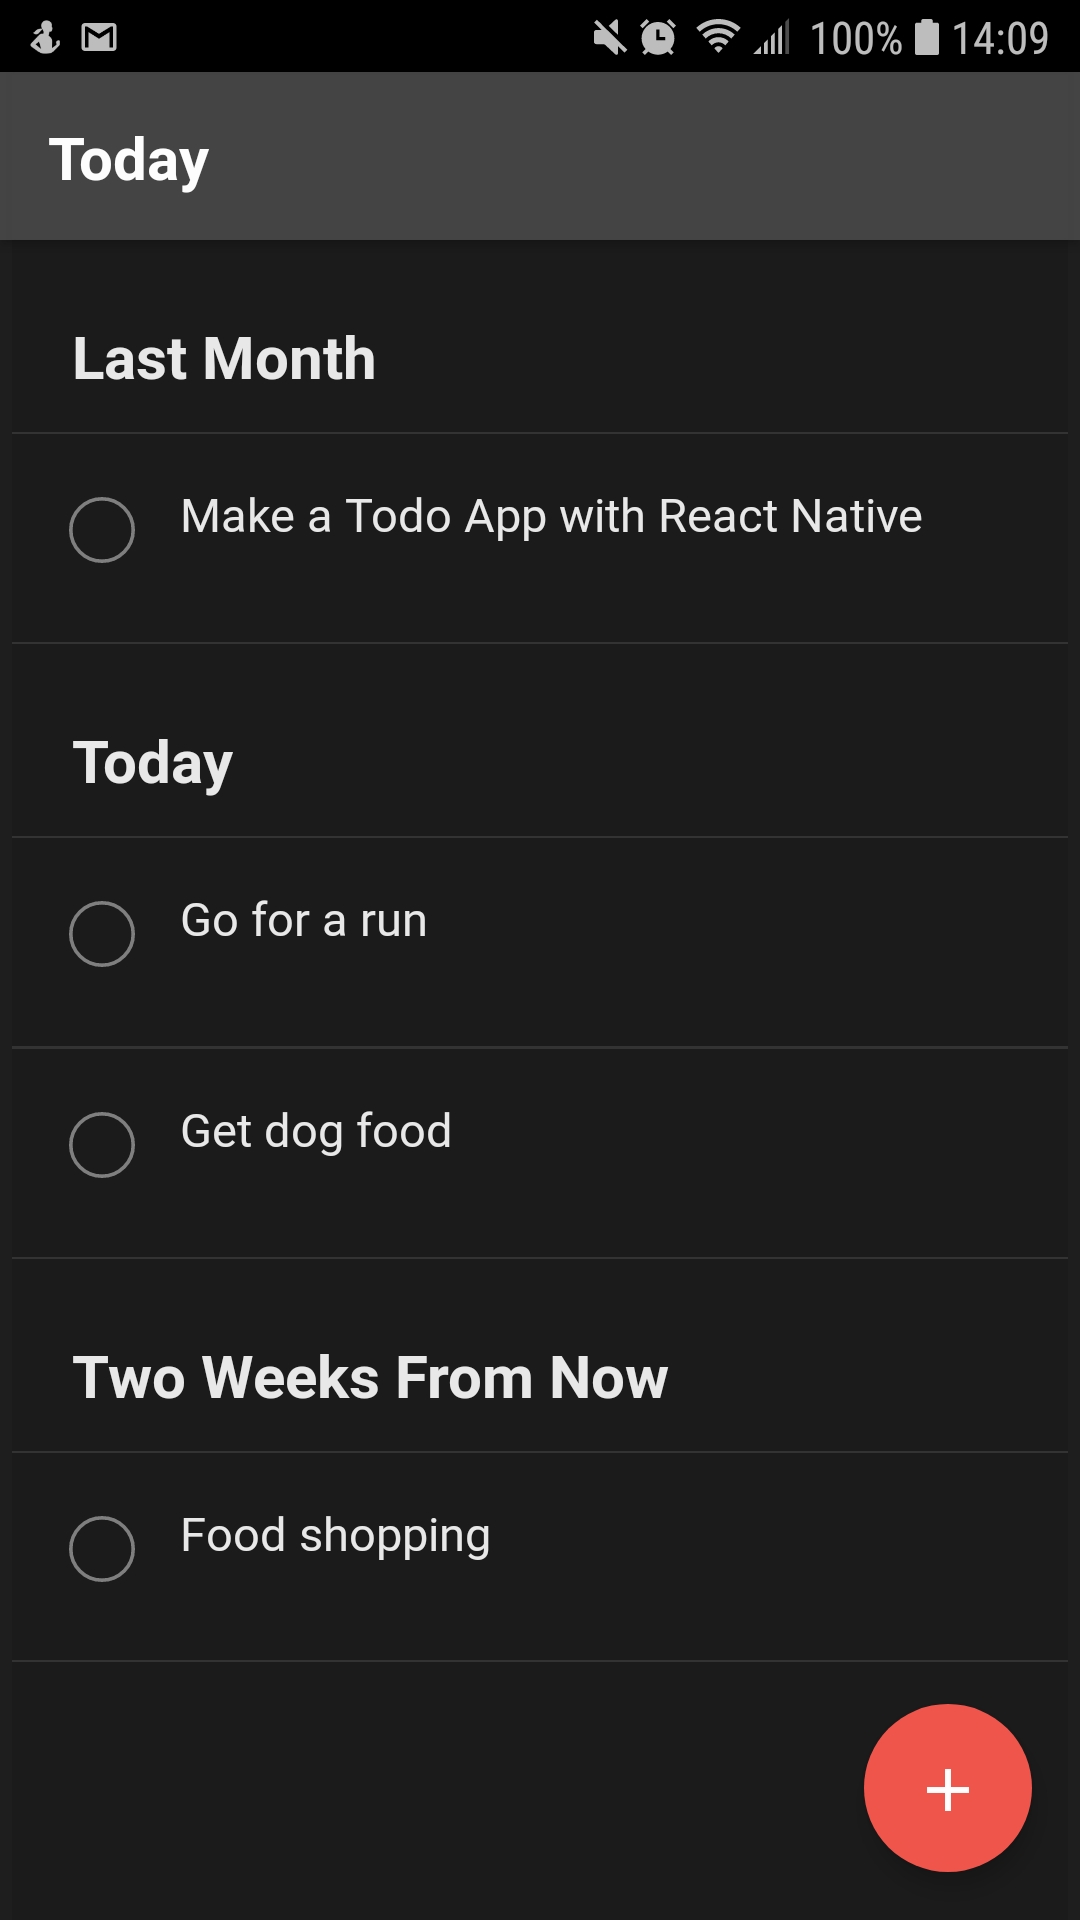 100% 14:09
Today
Last Month
Make a Todo App with React Native
Today
Go for a run
Get dog food
Two Weeks From Now
Food shopping
+